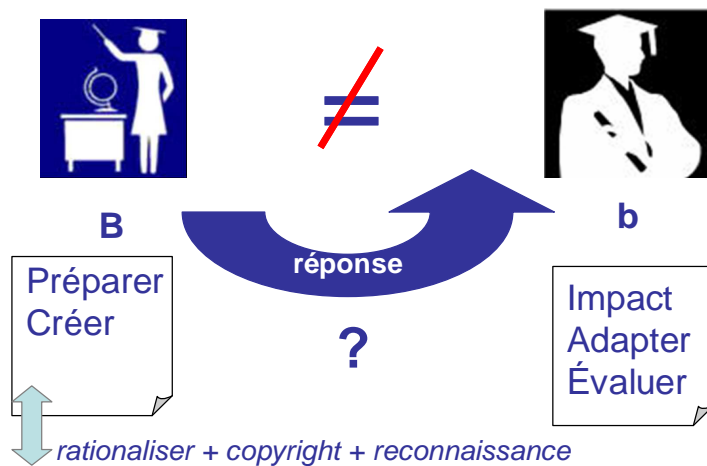 ≠
B
b
réponse
Préparer
Créer
?
Impact
Adapter
Évaluer
rationaliser + copyright + reconnaissance